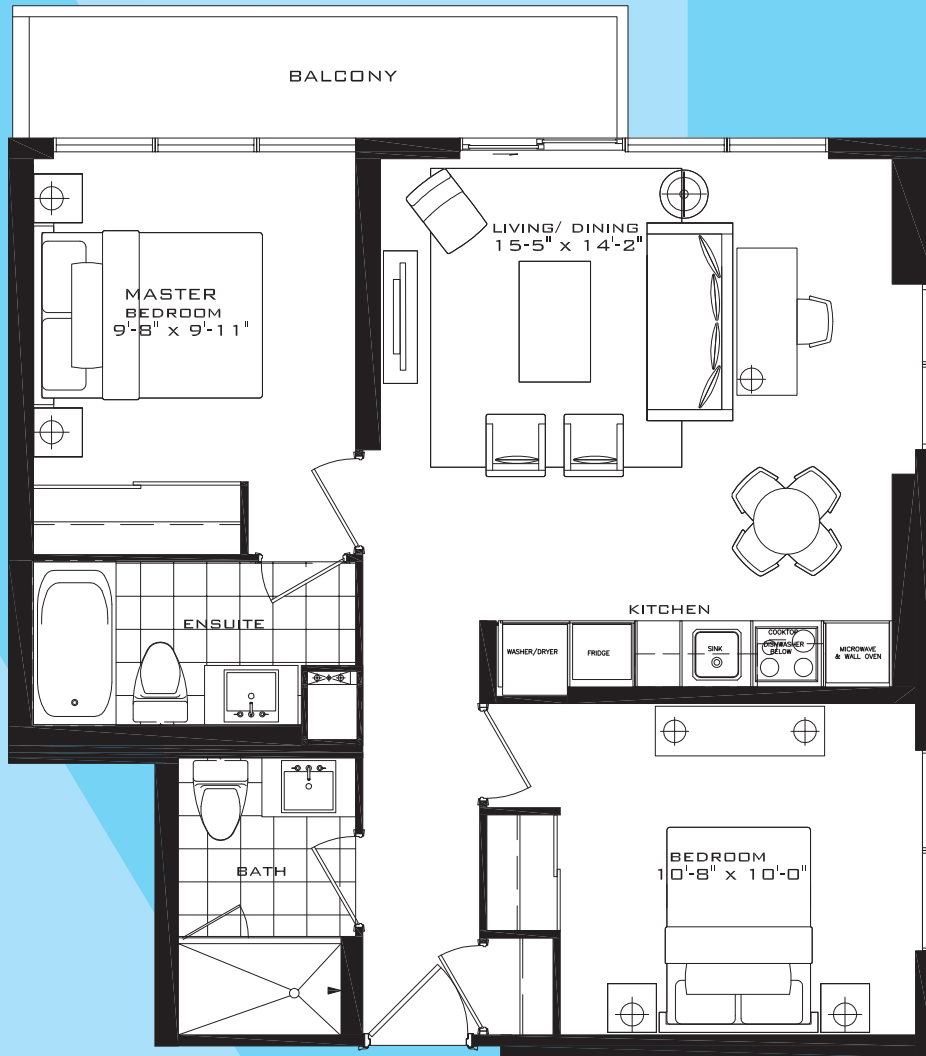 BALCONY
LIVING/ DINING
15-5" x 14'-2"
MASTER
BEDROOM
9'-8" x 9'-11"
KITCHEN
ENSUITE
WASHER/DRYER
FRIDGE
SINK
COOKTOP
DISHWASHER
BELOW
MICROWAVE
& WALL OVEN
BATH
BEDROOM
10'-8" x 10'-0"